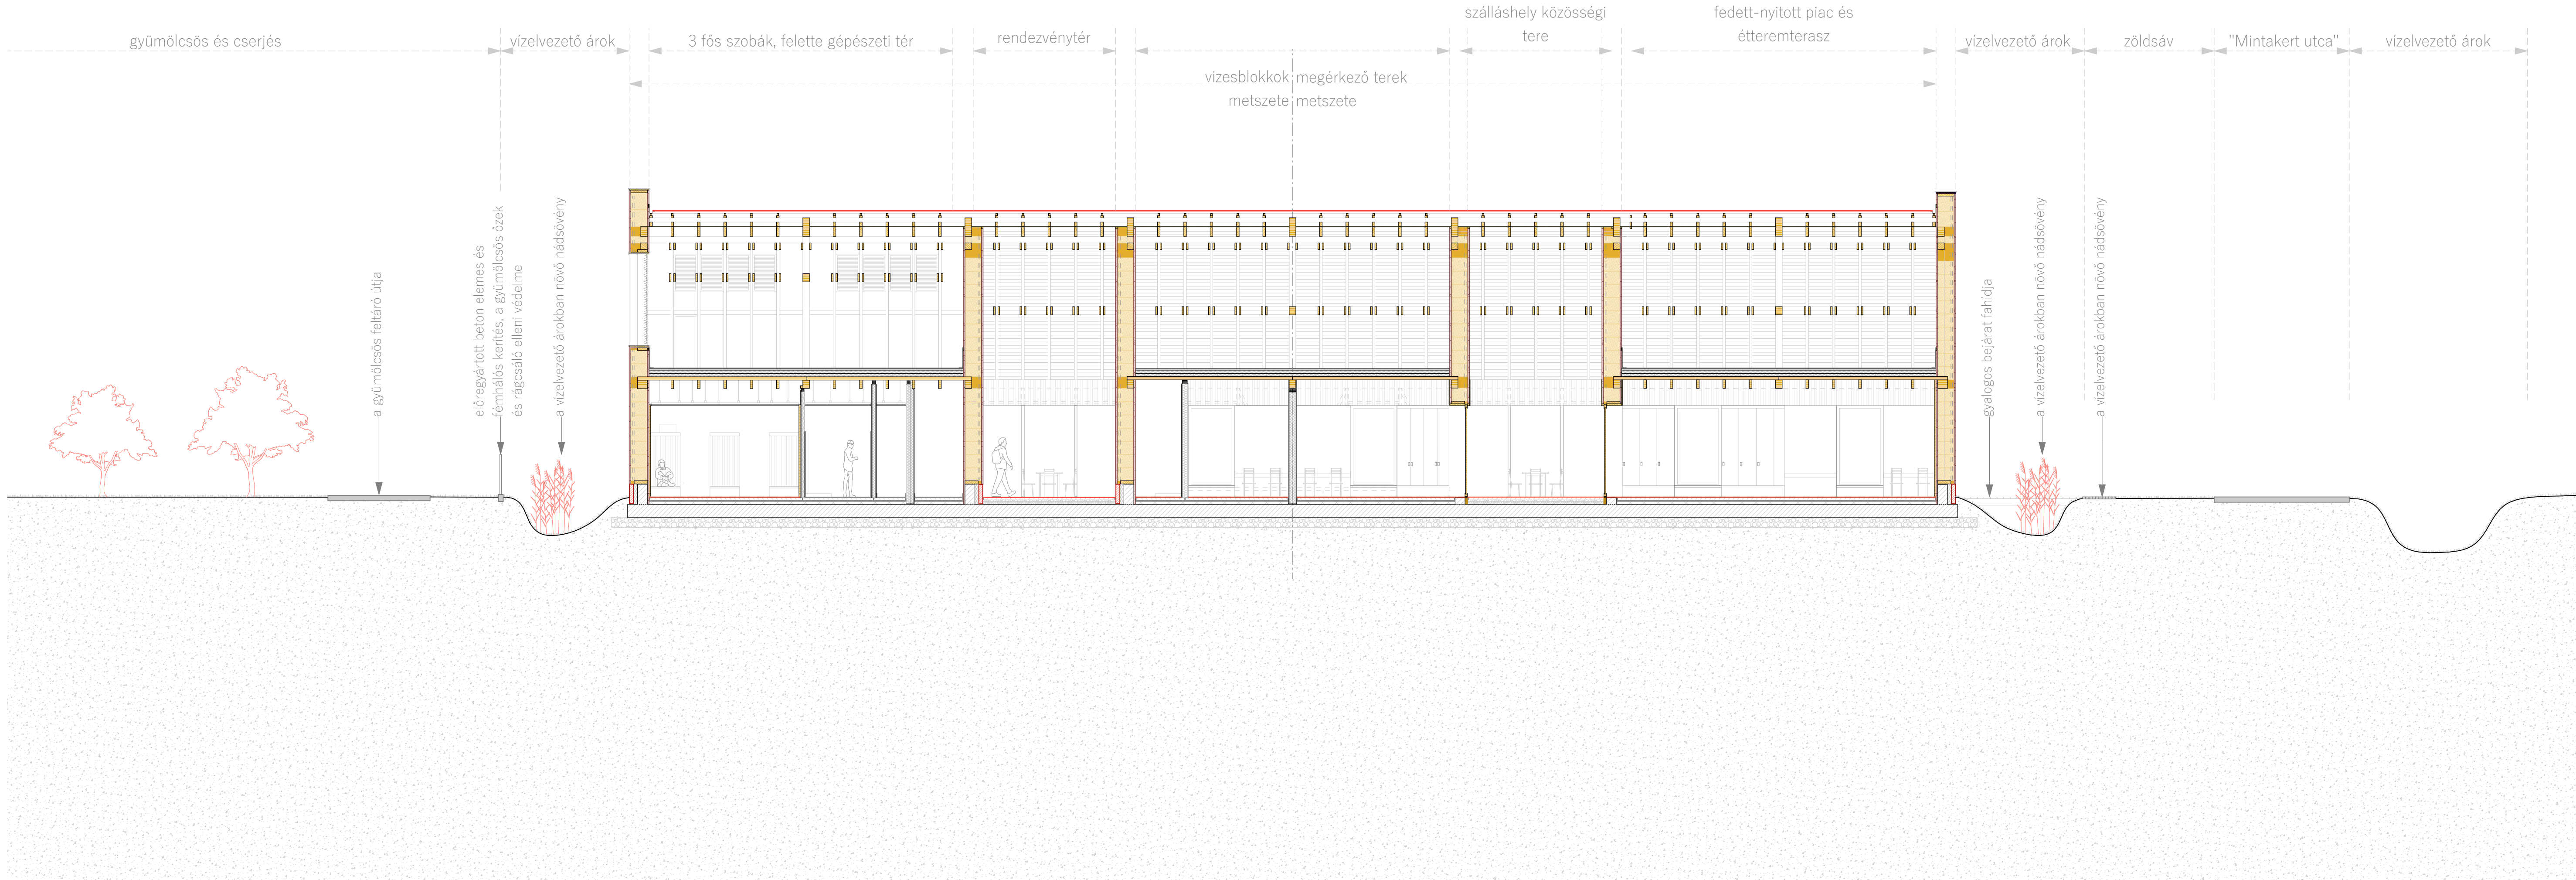 gyümölcsös és cserjés
vízelvezető árok
3 fős szobák, felette gépészeti tér
rendezvénytér
szálláshely közösségi
tere
fedett-nyitott piac és
étteremterasz
vízelvezető árok
zöldsáv
"Mintakert utca"
vízelvezető árok
vizesblokkok
metszete
megérkező terek
metszete
a gyümölcsös feltáró útja
előregyártott beton elemes és
fémhálós kerítés, a gyümölcsös őzek
és rágcsáló elleni védelme
a vízelvezető árokban növő nádsövény
gyalogos bejárat fahídja
a vízelvezető árokban növő nádsövény
a vízelvezető árokban növő nádsövény